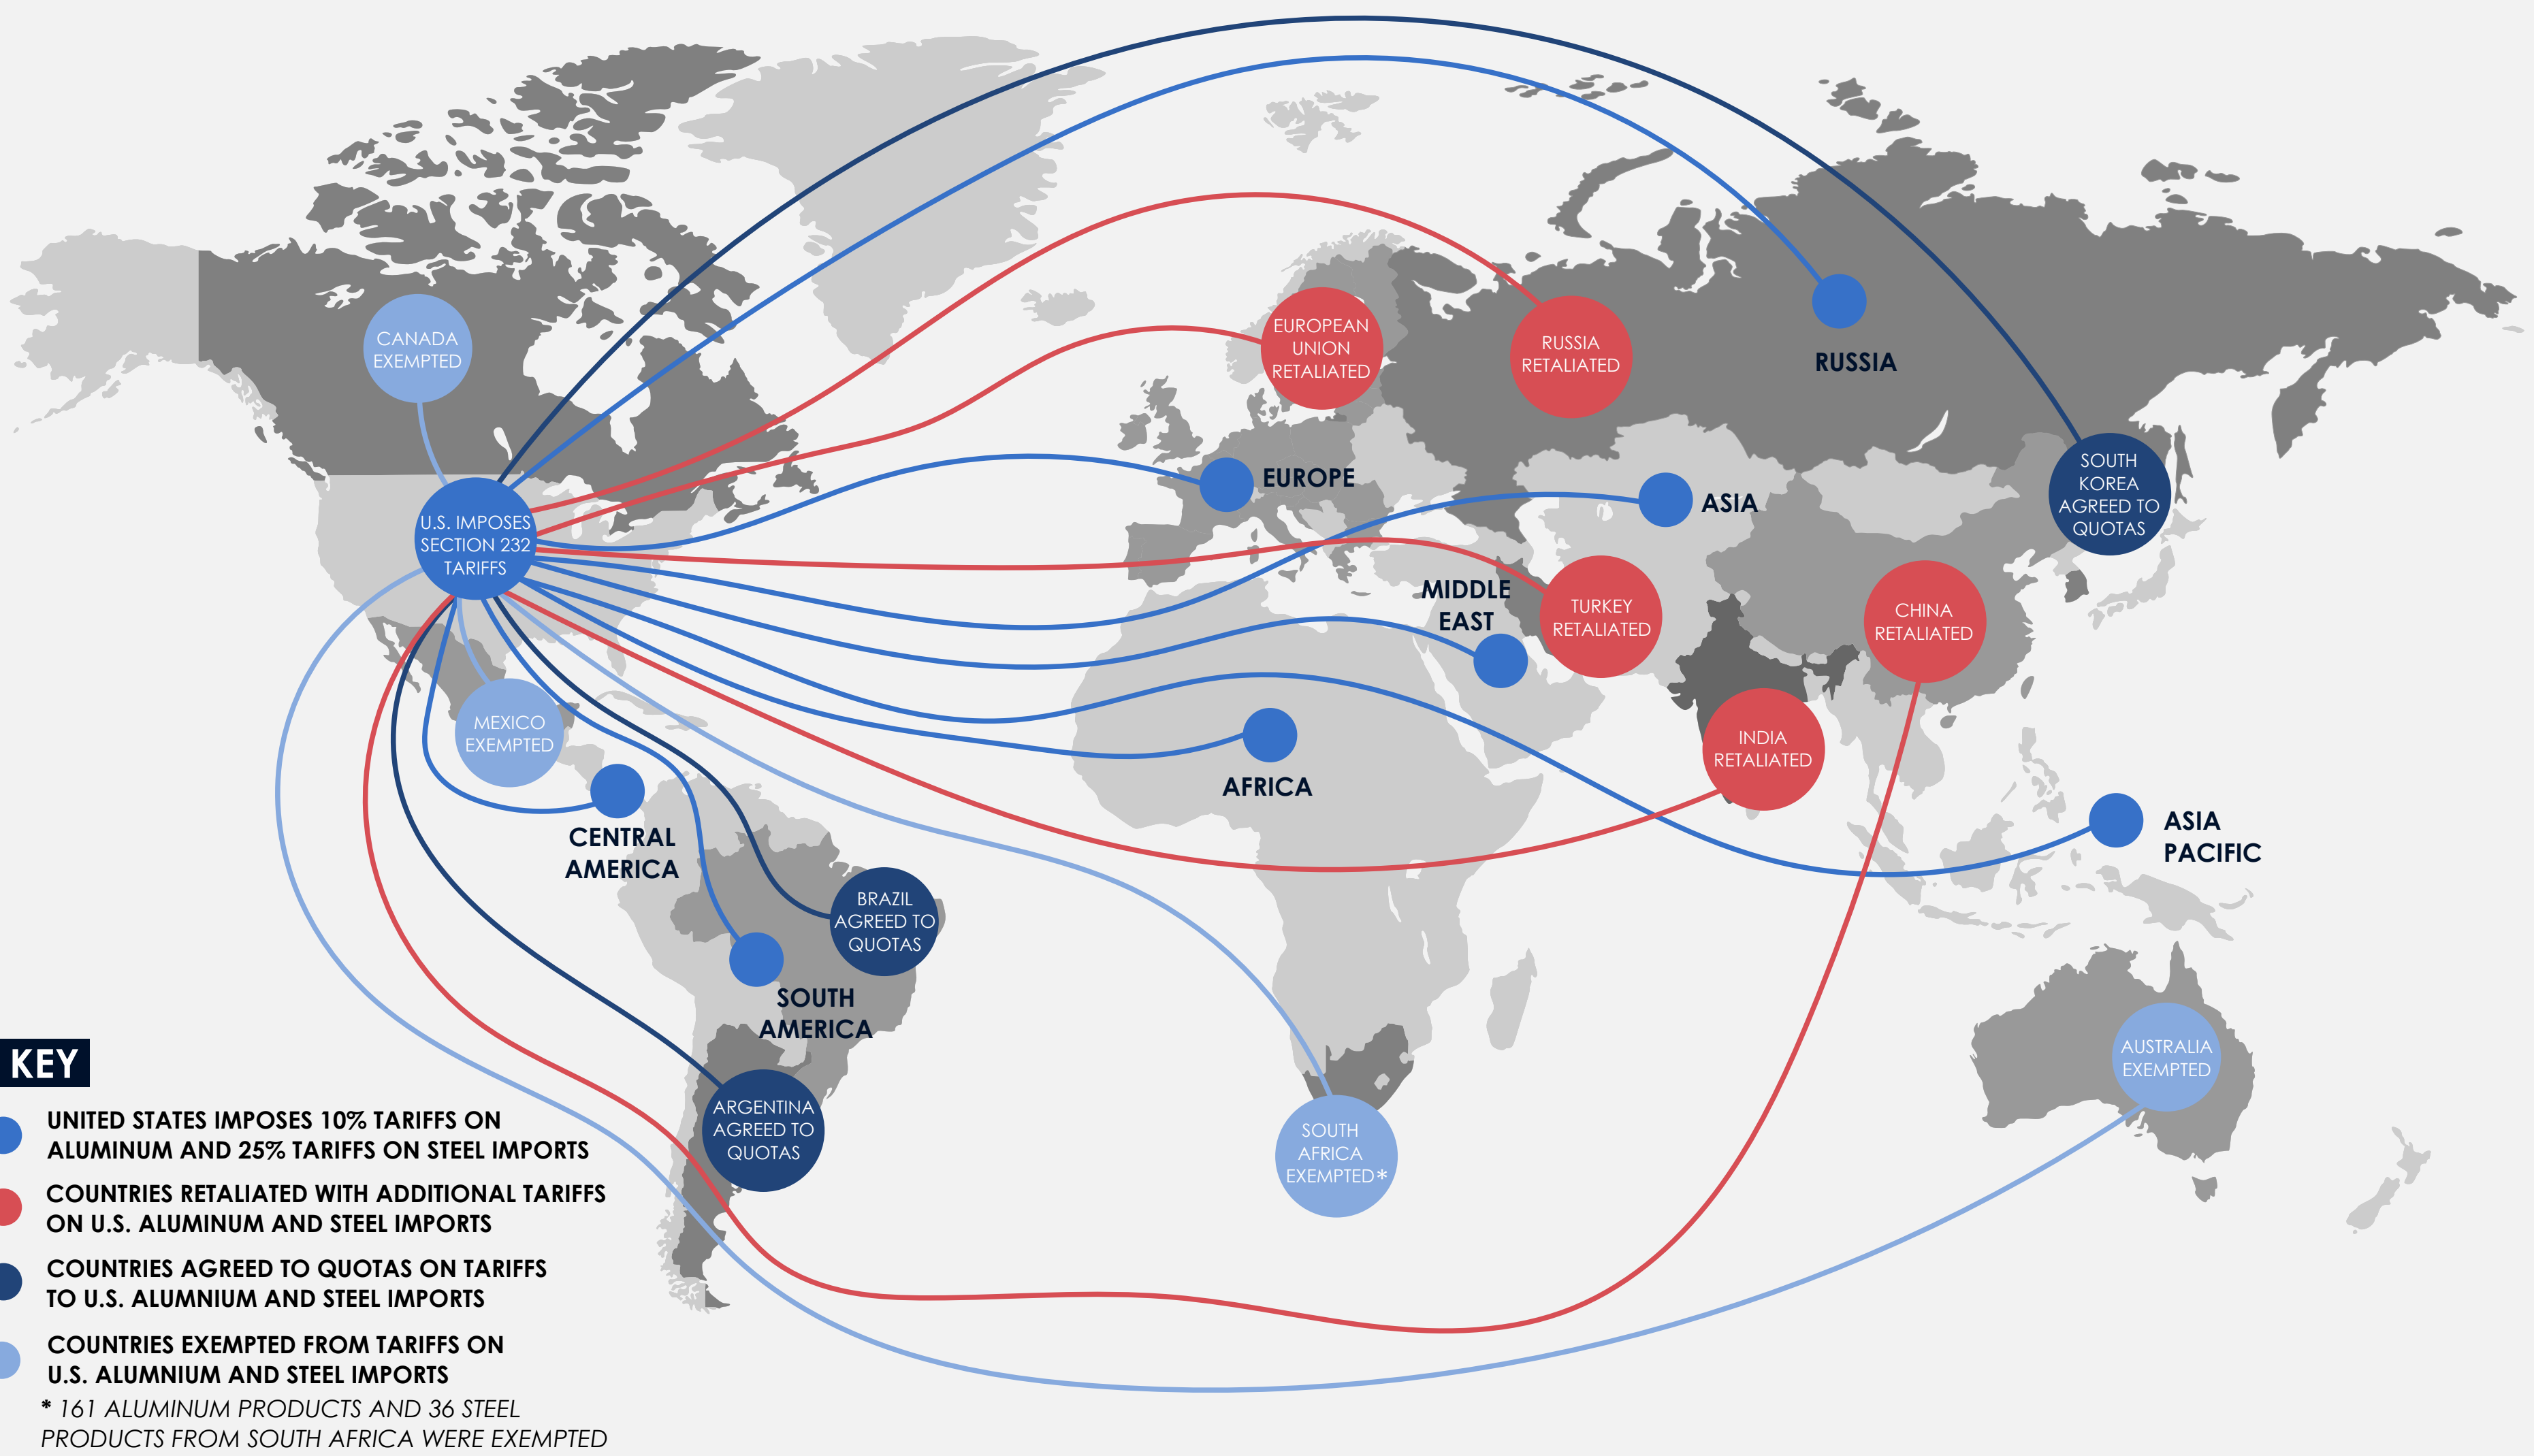 CANADA
EXEMPTED
U.S. IMPOSES
SECTION 232
TARIFFS
MEXICO
EXEMPTED
CENTRAL
AMERICA
BRAZIL
AGREED TO
QUOTAS
SOUTH
AMERICA
ARGENTINA
AGREED TO
QUOTAS
EUROPEAN
UNION
RETALIATED
RUSSIA
RETALIATED
RUSSIA
EUROPE
ASIA
SOUTH
KOREA
AGREED TO
QUOTAS
MIDDLE
EAST
TURKEY
RETALIATED
CHINA
RETALIATED
INDIA
RETALIATED
AFRICA
ASIA
PACIFIC
SOUTH
AFRICA
EXEMPTED*
AUSTRALIA
EXEMPTED
KEY
UNITED STATES IMPOSES 10% TARIFFS ON
ALUMINUM AND 25% TARIFFS ON STEEL IMPORTS
COUNTRIES RETALIATED WITH ADDITIONAL TARIFFS
ON U.S. ALUMINUM AND STEEL IMPORTS
COUNTRIES AGREED TO QUOTAS ON TARIFFS
TO U.S. ALUMNIUM AND STEEL IMPORTS
COUNTRIES EXEMPTED FROM TARIFFS ON
U.S. ALUMNIUM AND STEEL IMPORTS
* 161 ALUMINUM PRODUCTS AND 36 STEEL
PRODUCTS FROM SOUTH AFRICA WERE EXEMPTED